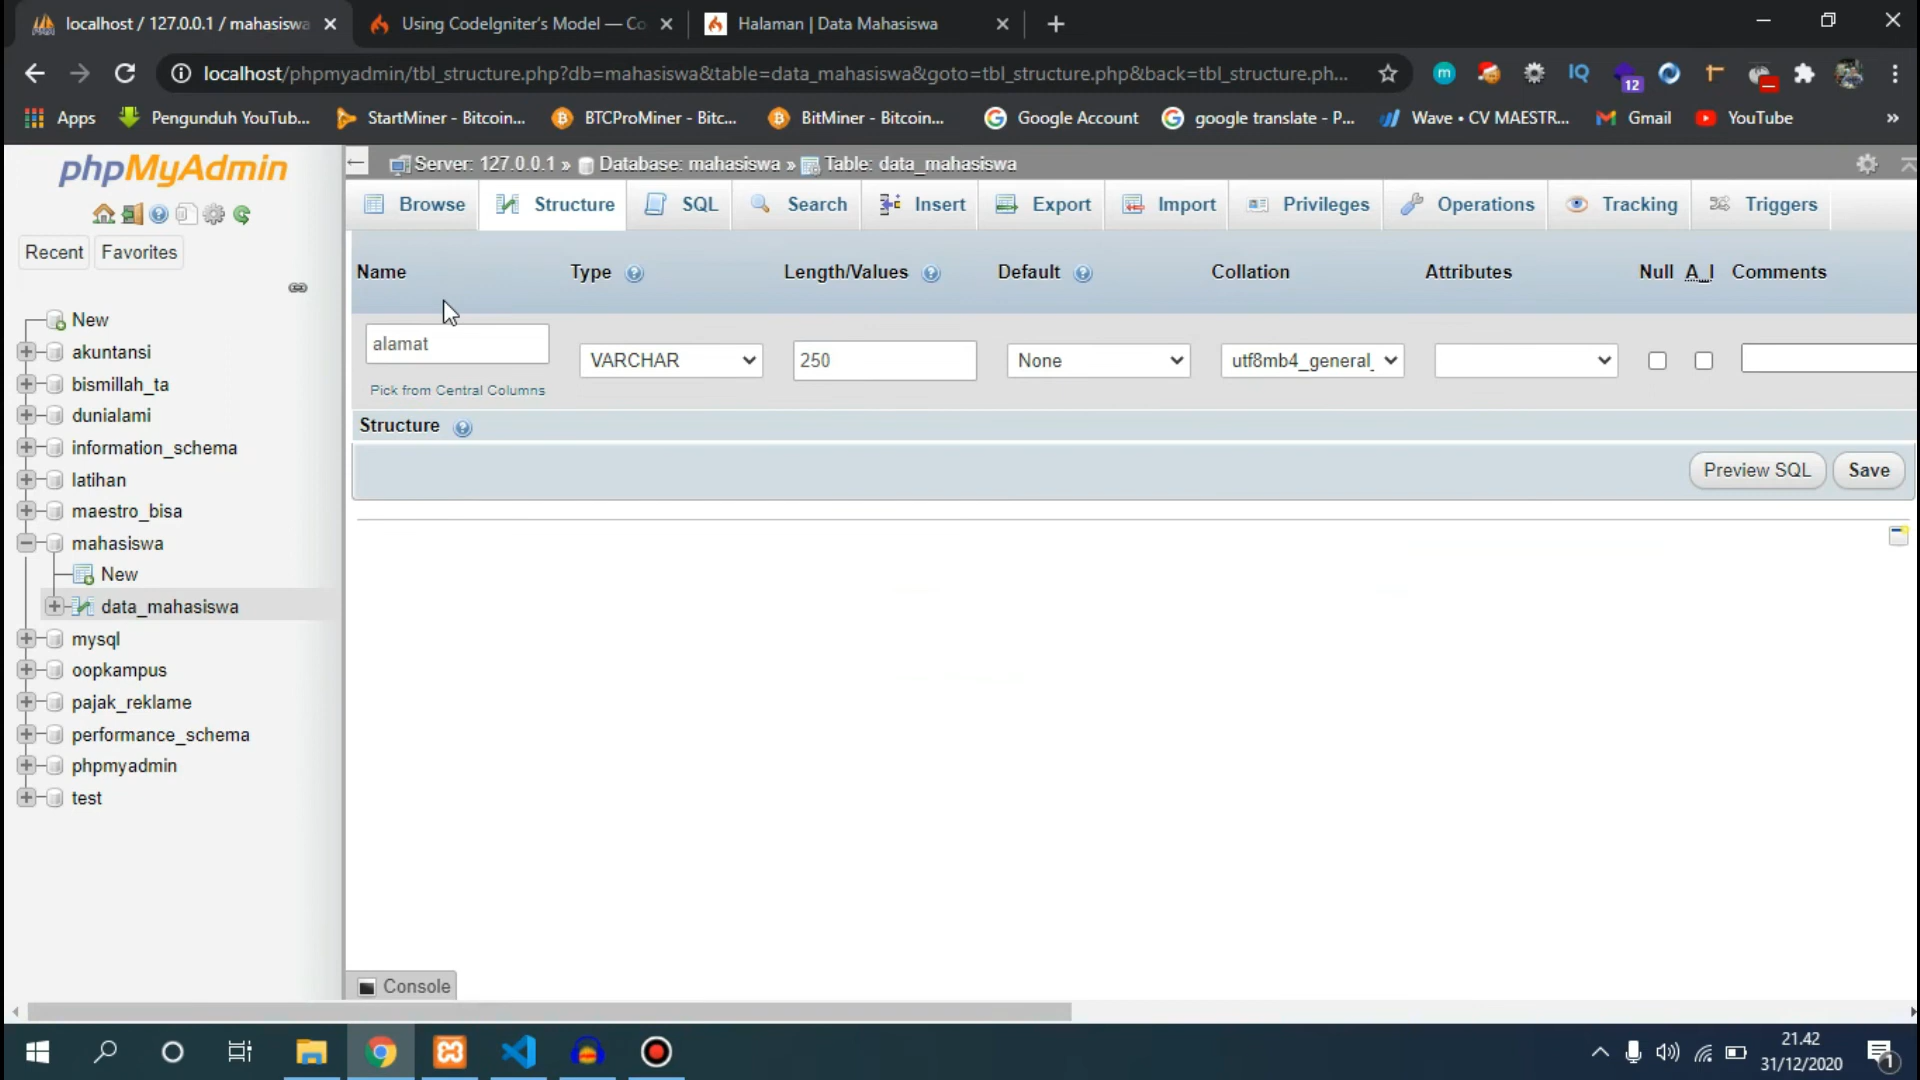 localhost / 127.0.0.1 / mahasiswa
Using CodeIgniter's Model — Co
Halaman | Data Mahasiswa
localhost/phpmyadmin/tbl_structure.php?db=mahasiswa&table=data_mahasiswa&goto=tbl_structure.php&back=tbl_structure.ph...
m
IQ
12
Apps
Pengunduh YouTub...
StartMiner - Bitcoin...
BTCProMiner - Bitc...
BitMiner - Bitcoin...
Google Account
google translate - P...
Wave • CV MAESTR...
Gmail
YouTube
»
phpMyAdmin
Server: 127.0.0.1 » Database: mahasiswa » Table: data_mahasiswa
Browse
Structure
SQL
Search
Insert
Export
Import
Privileges
Operations
Tracking
Triggers
Recent
Favorites
New
akuntansi
bismillah_ta
dunialami
information_schema
latihan
maestro_bisa
mahasiswa
New
data_mahasiswa
mysql
oopkampus
pajak_reklame
performance_schema
phpmyadmin
test
Name
Type
Length/Values
Default
Collation
Attributes
Null
A_I
Comments
alamat
VARCHAR
250
None
utf8mb4_general_
Pick from Central Columns
Structure
Preview SQL
Save
Console
21.42
31/12/2020
1